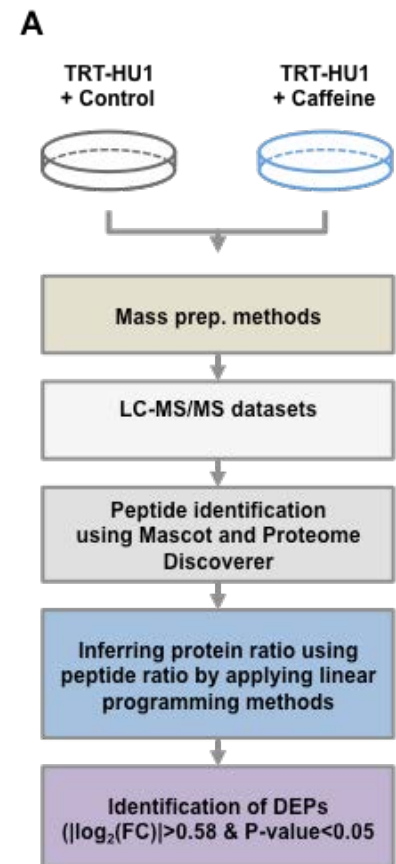 A
TRT-HU1
+ Control
TRT-HU1
+ Caffeine
Mass prep. methods
LC-MS/MS datasets
Peptide identification
using Mascot and Proteome
Discoverer
Inferring protein ratio using
peptide ratio by applying linear
programming methods
Identification of DEPs
(|log₂(FC)|>0.58 & P-value<0.05